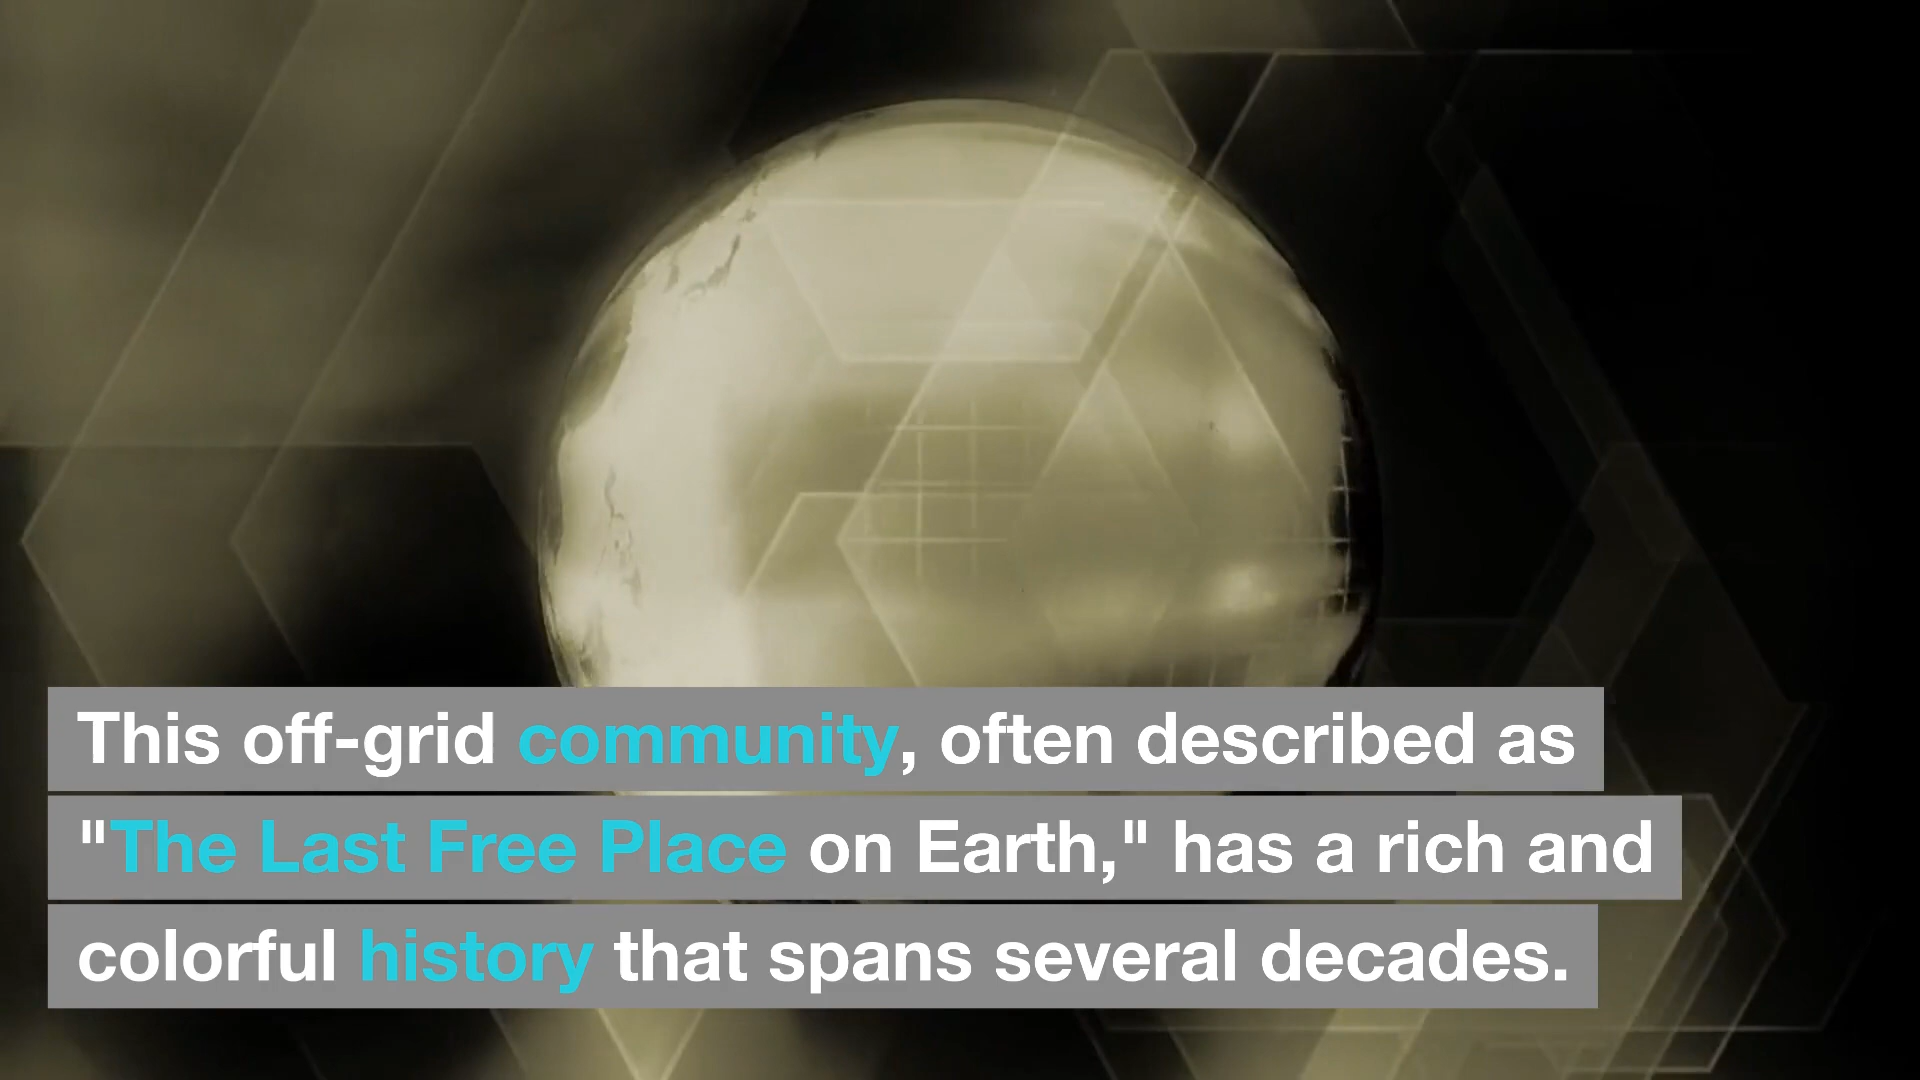 This off-grid community, often described as
"The Last Free Place on Earth," has a rich and
colorful history that spans several decades.